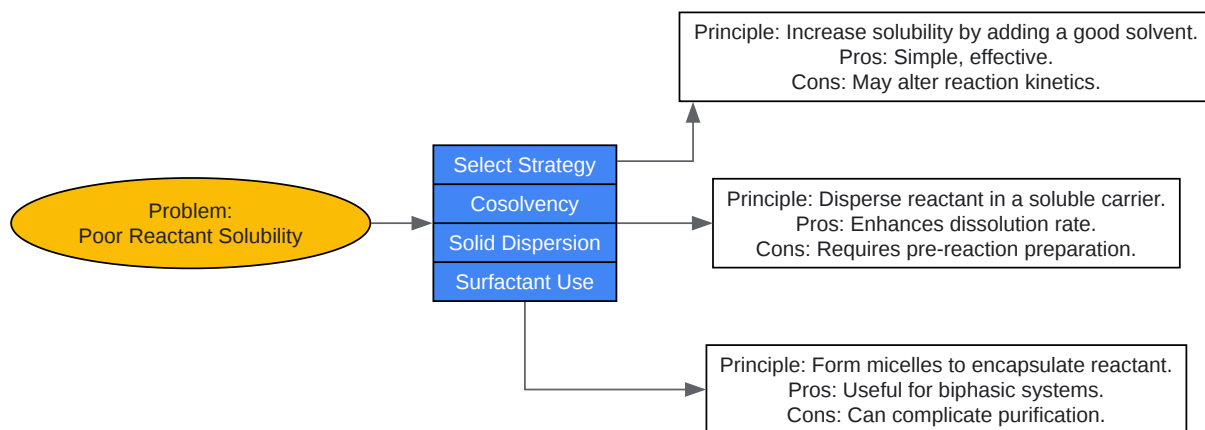 Problem:
Poor Reactant Solubility
Select Strategy
Cosolvency
Solid Dispersion
Surfactant Use
Principle: Increase solubility by adding a good solvent.
Pros: Simple, effective.
Cons: May alter reaction kinetics.
Principle: Disperse reactant in a soluble carrier.
Pros: Enhances dissolution rate.
Cons: Requires pre-reaction preparation.
Principle: Form micelles to encapsulate reactant.
Pros: Useful for biphasic systems.
Cons: Can complicate purification.